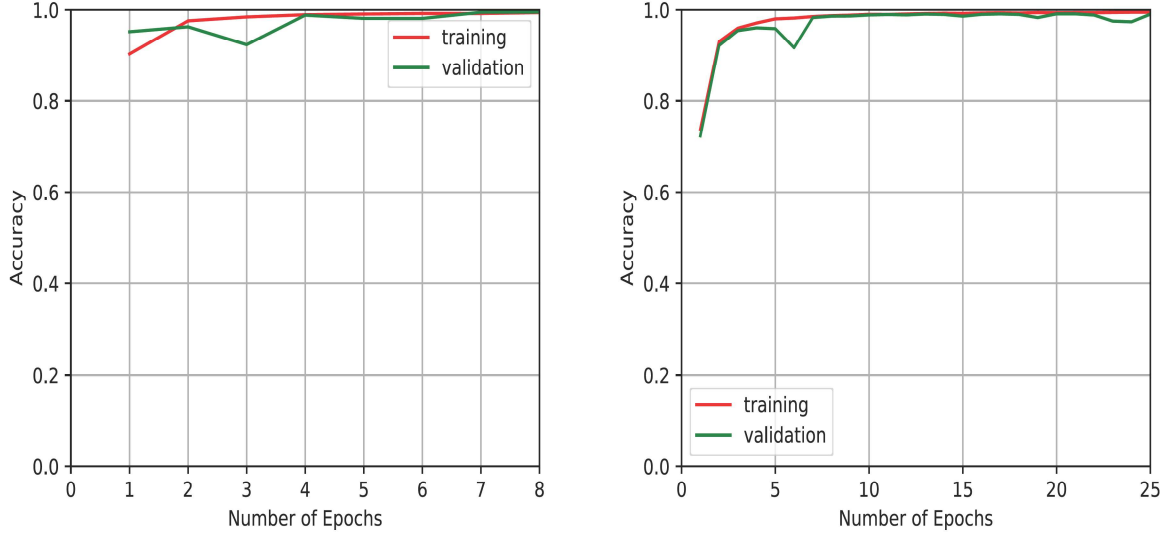 1.0
0.8
0.6
0.4
0.2
0.0
Accuracy
training
validation
0 1 2 3 4 5 6 7 8
Number of Epochs
1.0
0.8
0.6
0.4
0.2
0.0
Accuracy
training
validation
0 5 10 15 20 25
Number of Epochs